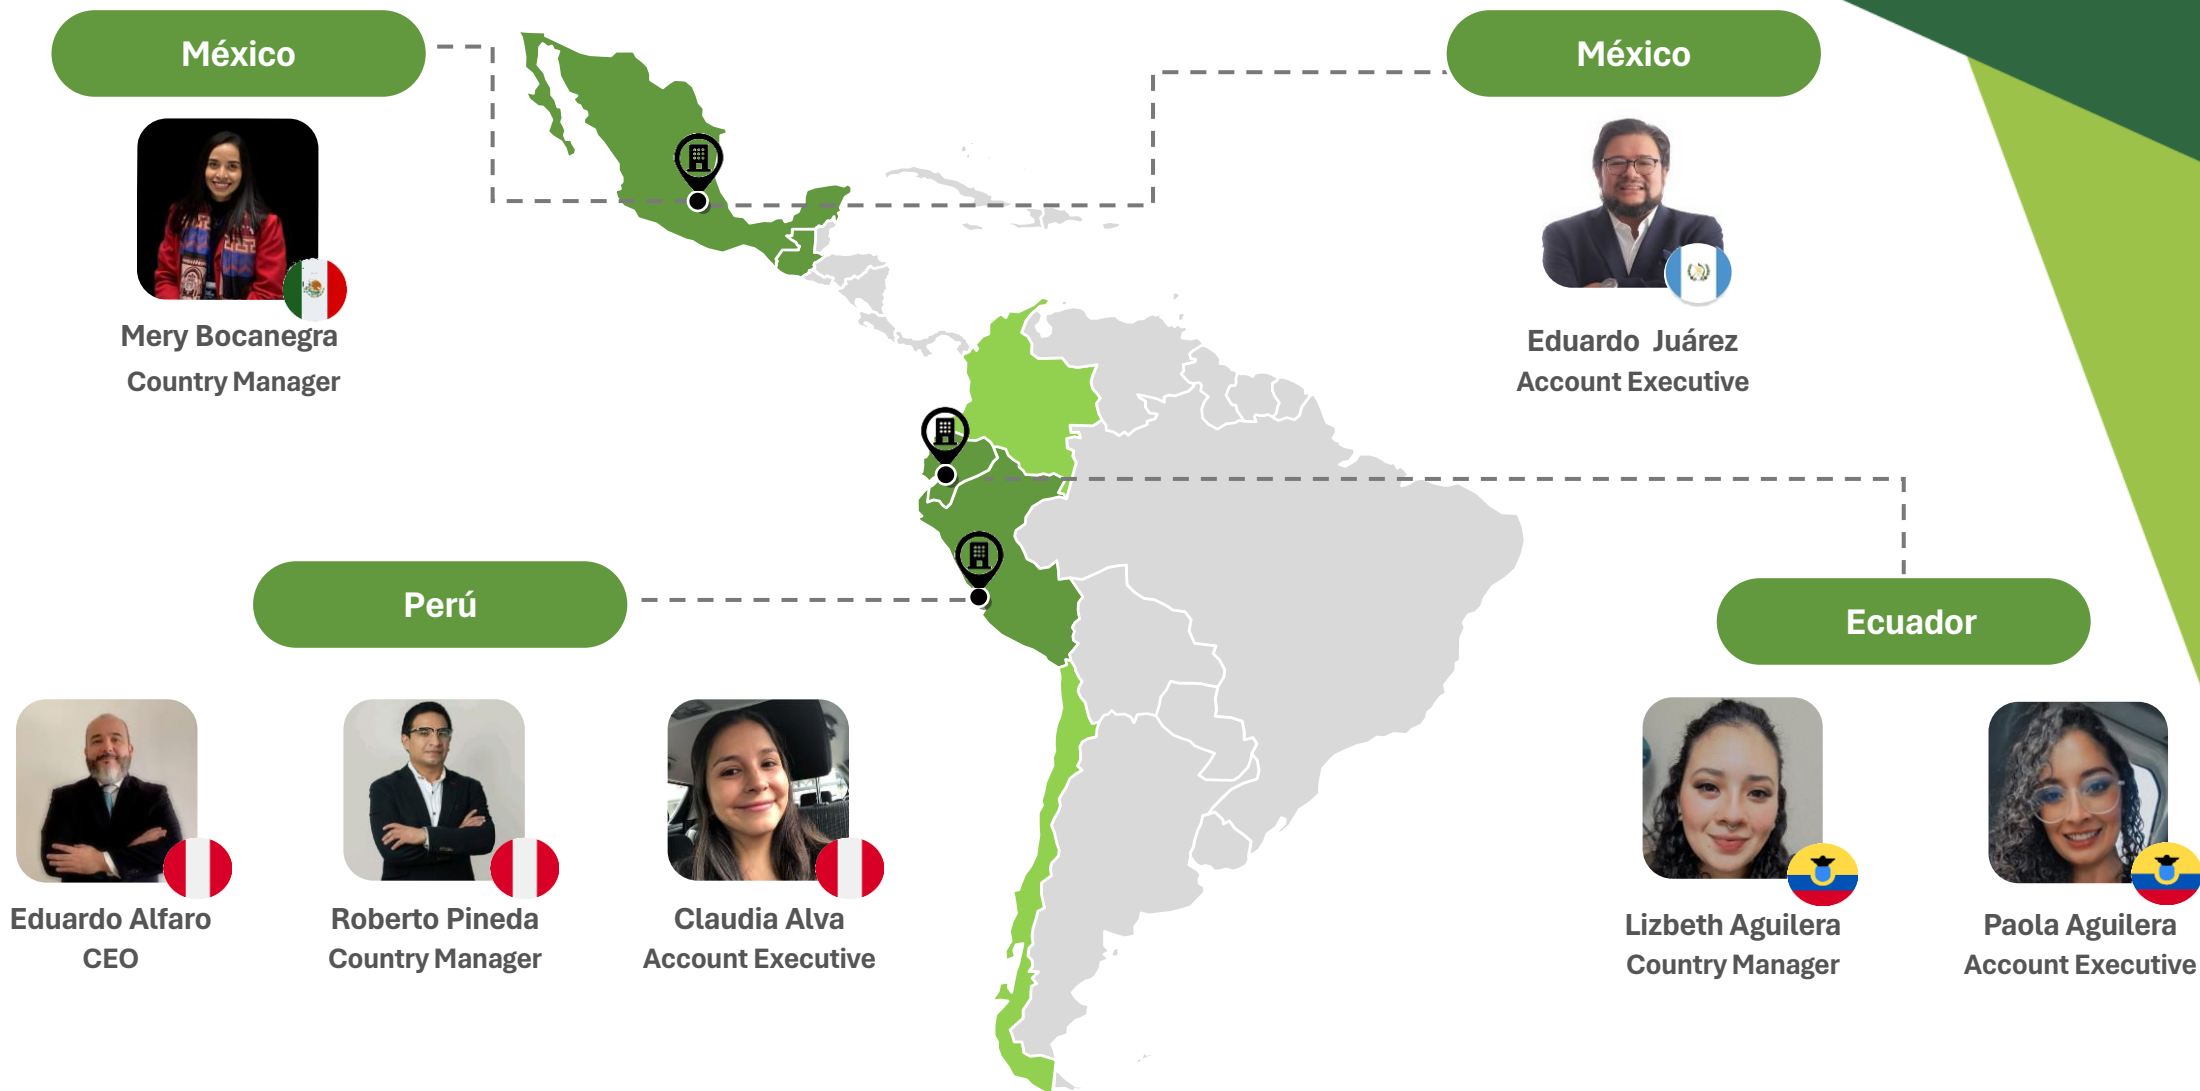 México
México
Mery Bocanegra
Country Manager
Eduardo Juárez
Account Executive
Perú
Ecuador
Eduardo Alfaro
CEO
Roberto Pineda
Country Manager
Claudia Alva
Account Executive
Lizbeth Aguilera
Country Manager
Paola Aguilera
Account Executive